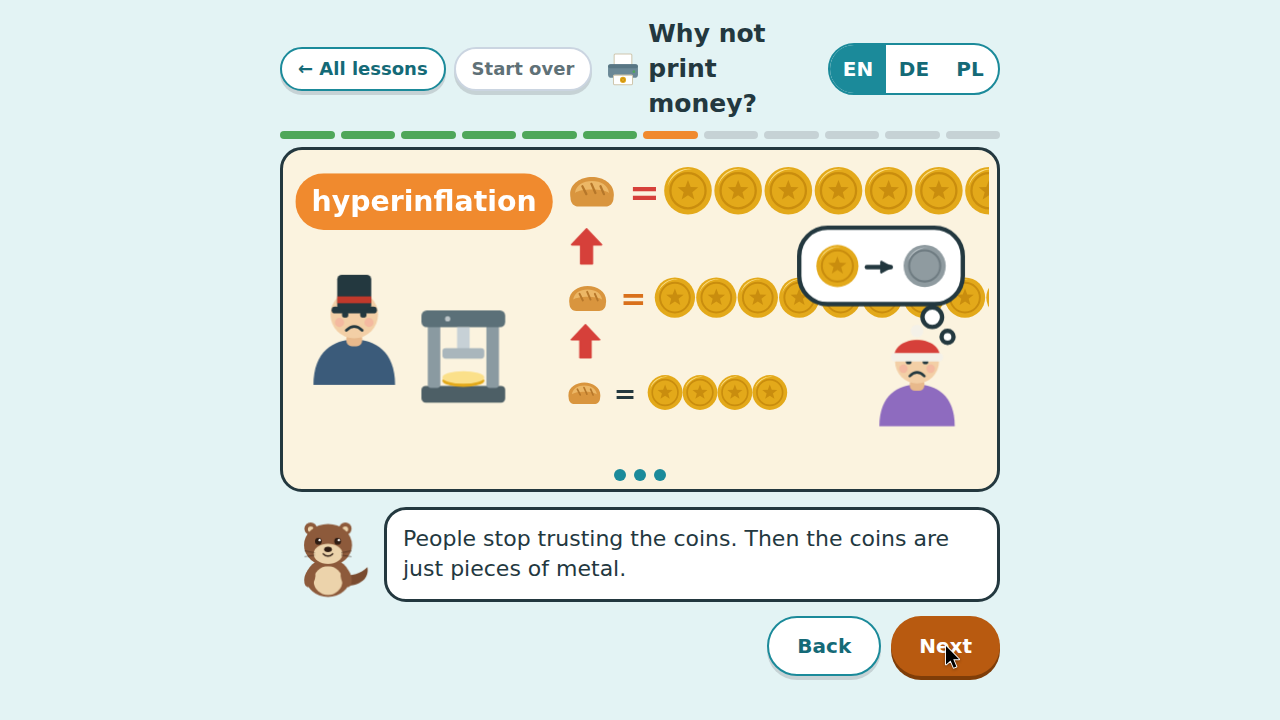 ← All lessons
Start over
Why not
print
money?
EN
DE
PL
hyperinflation
=
=
=
People stop trusting the coins. Then the coins are
just pieces of metal.
Back
Next